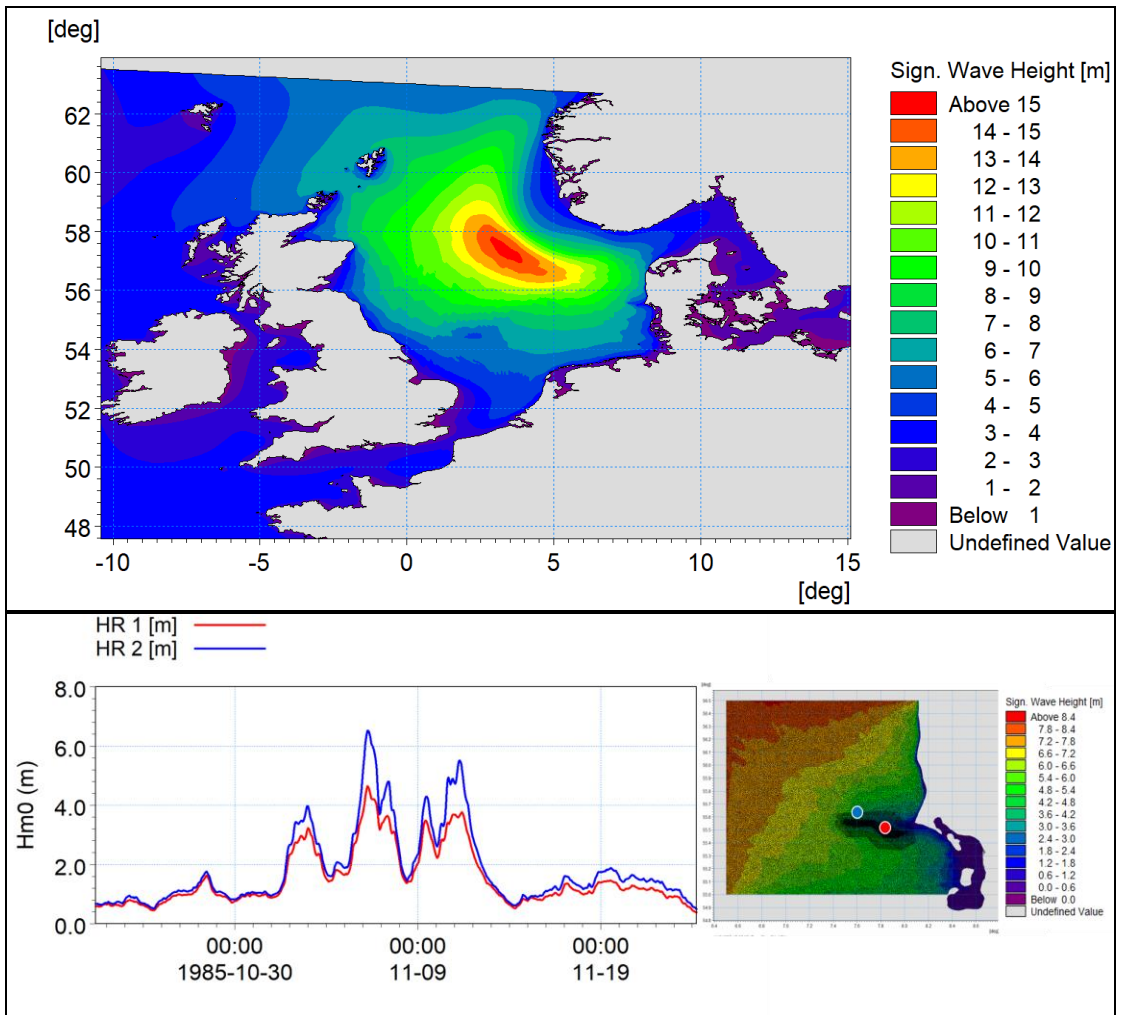 [deg]
62
60
58
56
54
52
50
48
-10
-5
0
5
10
15
[deg]
Sign. Wave Height [m]
Above 15
14 - 15
13 - 14
12 - 13
11 - 12
10 - 11
9 - 10
8 - 9
7 - 8
6 - 7
5 - 6
4 - 5
3 - 4
2 - 3
1 - 2
Below 1
Undefined Value
HR 1 [m]
HR 2 [m]
Hm0 (m)
8.0
6.0
4.0
2.0
0.0
00:00
1985-10-30
00:00
11-09
00:00
11-19
Sign. Wave Height [m]
Above 8.4
7.8 - 8.4
7.2 - 7.8
6.6 - 7.2
6.0 - 6.6
5.4 - 6.0
4.8 - 5.4
4.2 - 4.8
3.6 - 4.2
3.0 - 3.6
2.4 - 3.0
1.8 - 2.4
1.2 - 1.8
0.6 - 1.2
0.0 - 0.6
Below 0.0
Undefined Value